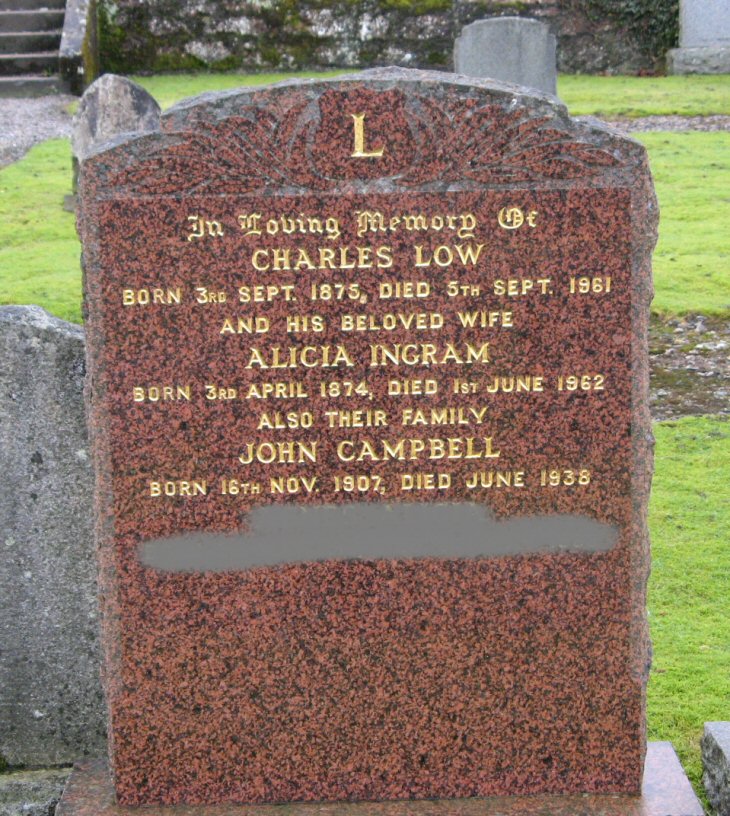 L
In Loving Memory Of
CHARLES LOW
BORN 3RD SEPT. 1875, DIED 5TH SEPT. 1961
AND HIS BELOVED WIFE
ALICIA INGRAM
BORN 3RD APRIL 1874, DIED 1ST JUNE 1962
ALSO THEIR FAMILY
JOHN CAMPBELL
BORN 16TH NOV. 1907, DIED JUNE 1938